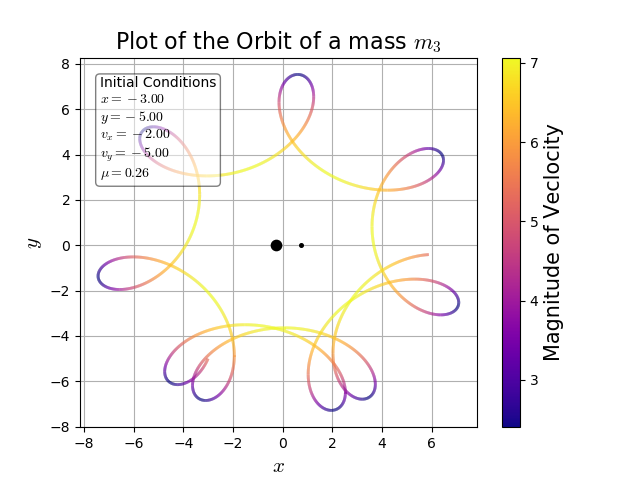 Plot of the Orbit of a mass m₃
Initial Conditions
x = −3.00
y = −5.00
vₓ = −2.00
v_y = −5.00
μ = 0.26
8
6
4
2
0
−2
−4
−6
−8
y
−8
−6
−4
−2
0
2
4
6
x
7
6
5
4
3
Magnitude of Veclocity